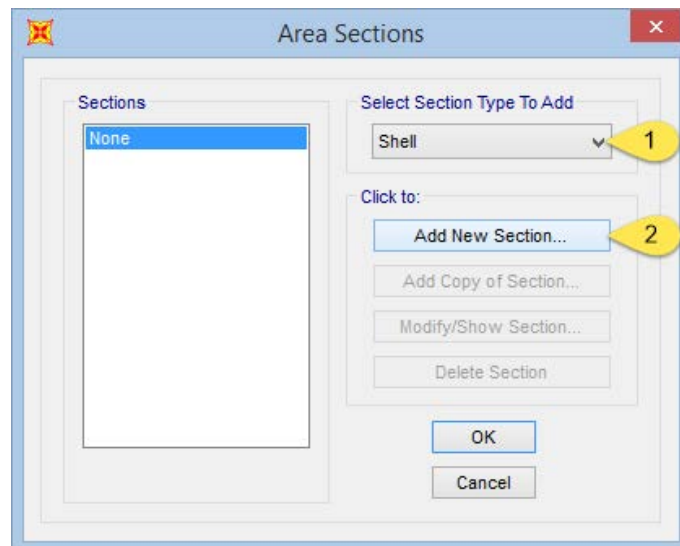 Area Sections
Sections
None
Select Section Type To Add
Shell
1
Click to:
Add New Section...
2
Add Copy of Section...
Modify/Show Section...
Delete Section
OK
Cancel